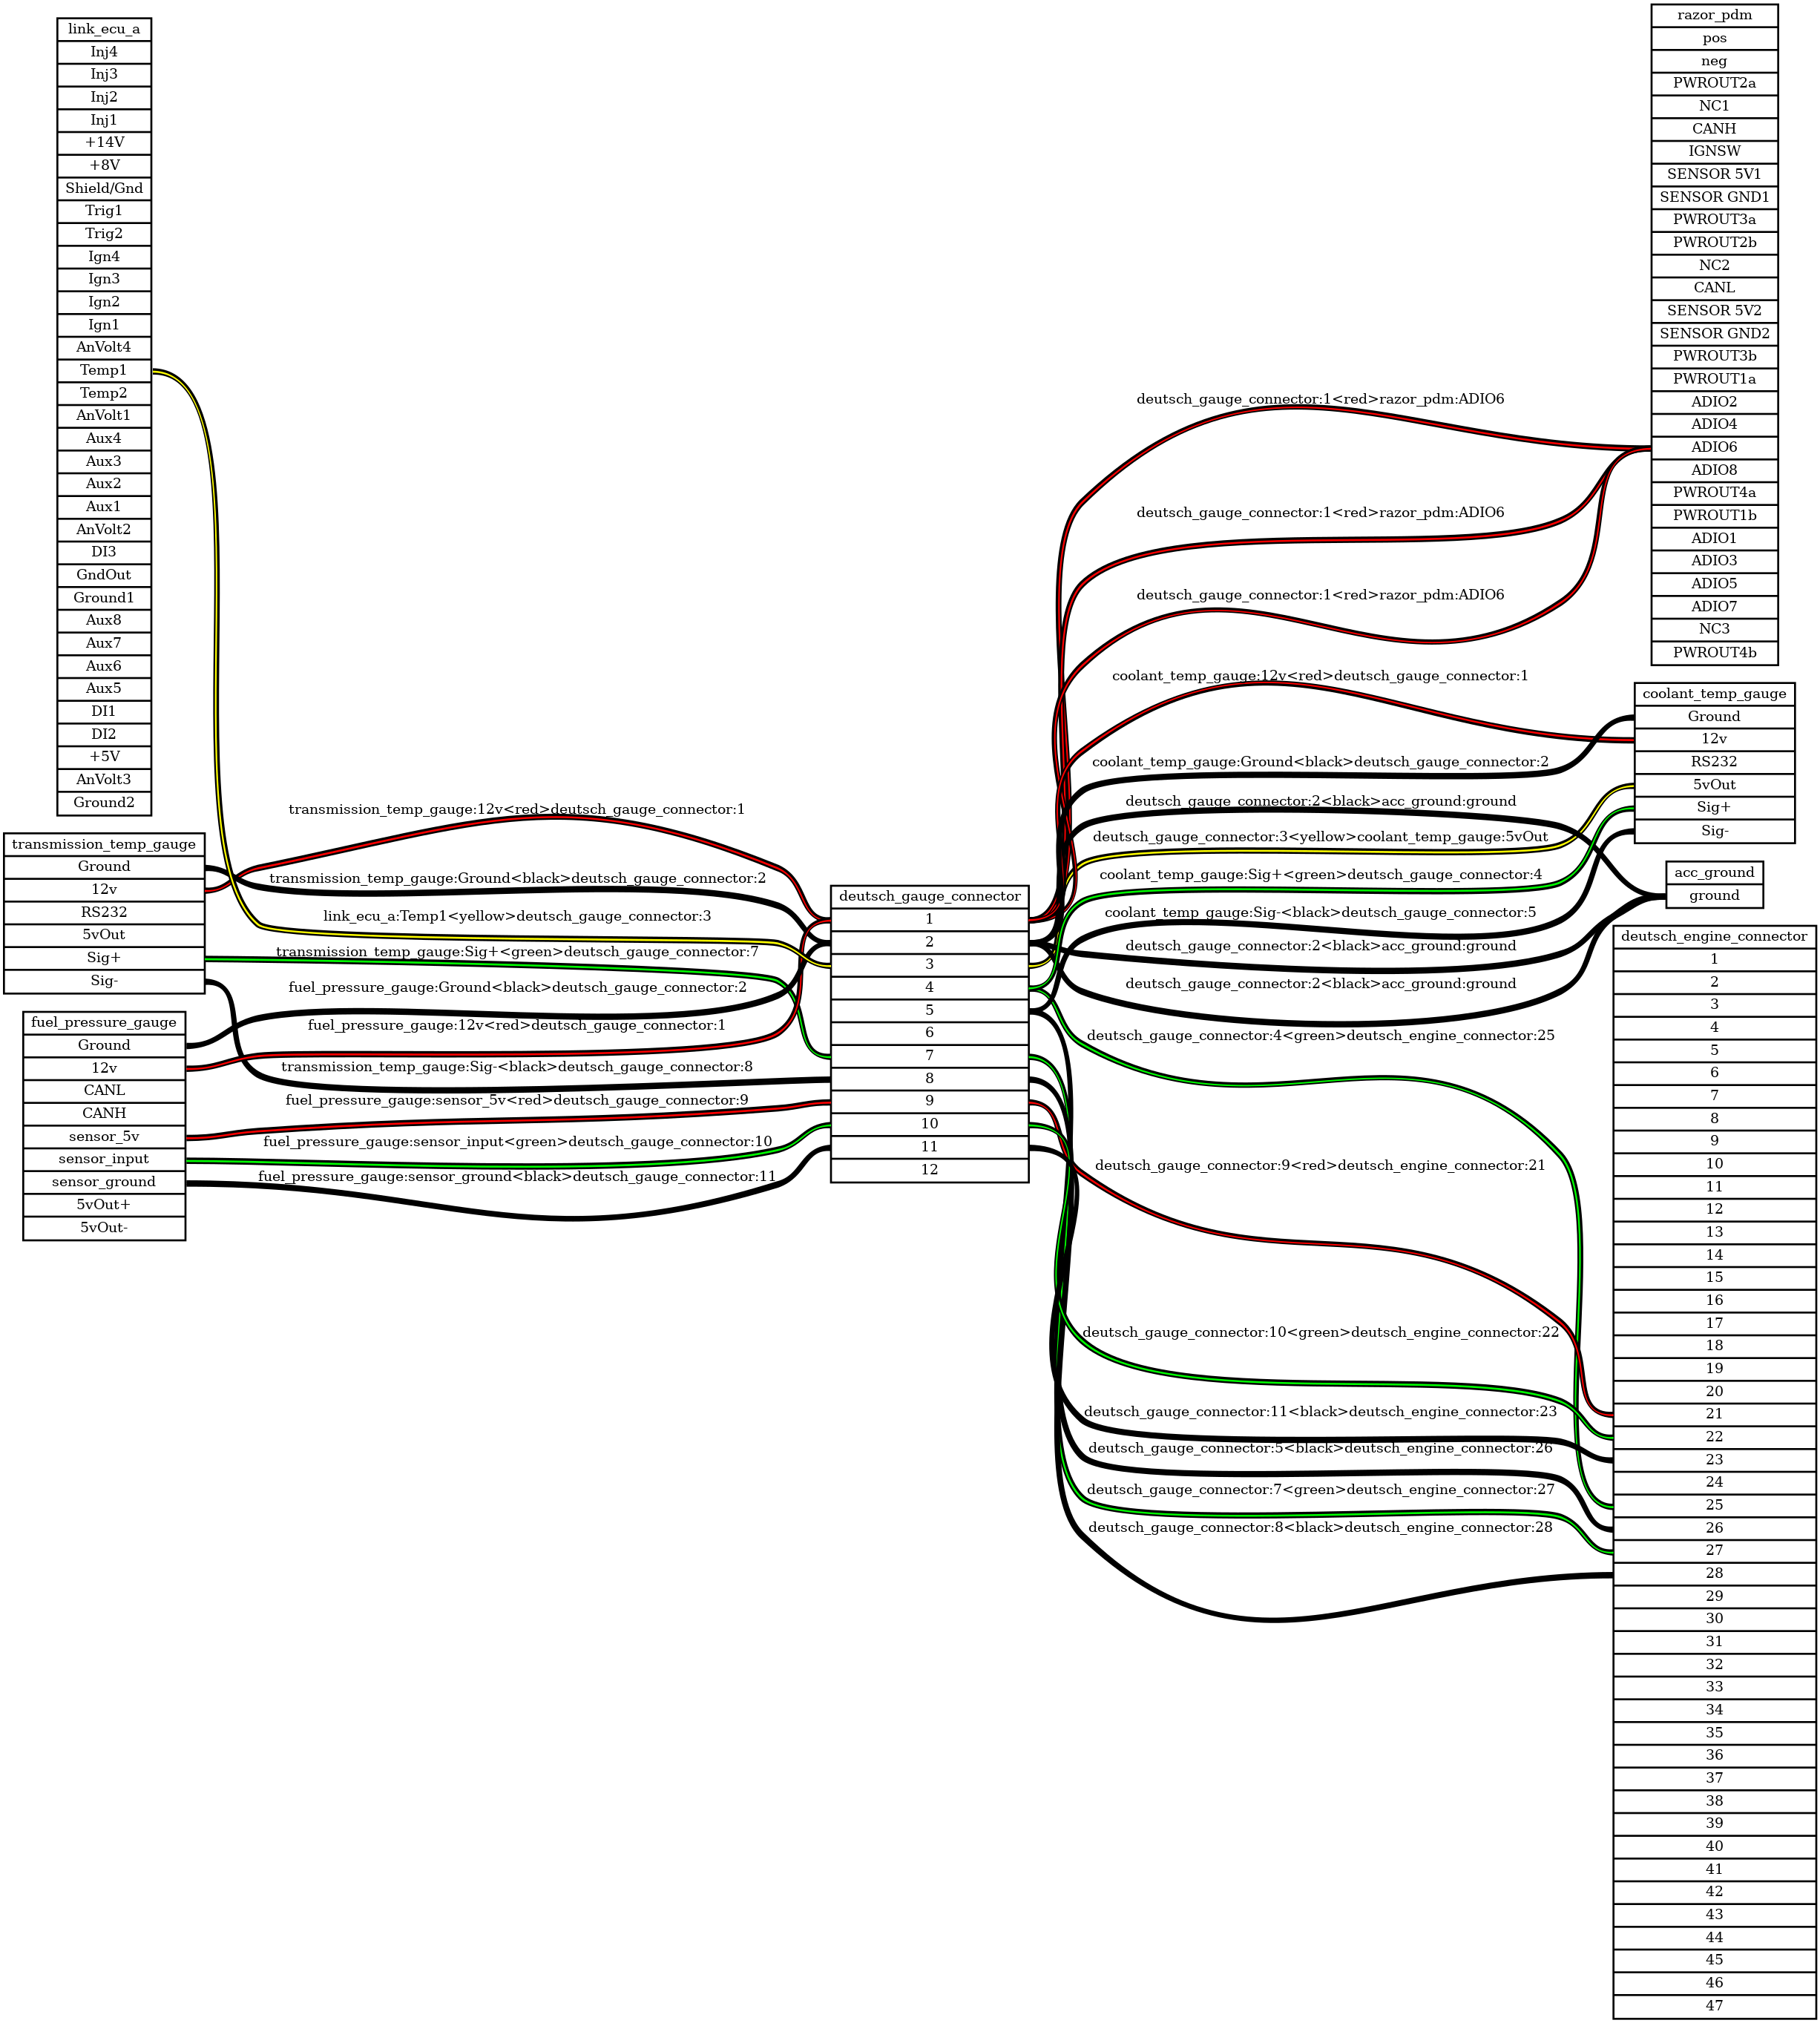 link_ecu_a
Inj4
Inj3
Inj2
Inj1
+14V
+8V
Shield/Gnd
Trig1
Trig2
Ign4
Ign3
Ign2
Ign1
AnVolt4
Temp1
Temp2
AnVolt1
Aux4
Aux3
Aux2
Aux1
AnVolt2
DI3
GndOut
Ground1
Aux8
Aux7
Aux6
Aux5
DI1
DI2
+5V
AnVolt3
Ground2
transmission_temp_gauge
Ground
12v
RS232
5vOut
Sig+
Sig-
fuel_pressure_gauge
Ground
12v
CANL
CANH
sensor_5v
sensor_input
sensor_ground
5vOut+
5vOut-
transmission_temp_gauge:12v<red>deutsch_gauge_connector:1
transmission_temp_gauge:Ground<black>deutsch_gauge_connector:2
link_ecu_a:Temp1<yellow>deutsch_gauge_connector:3
transmission_temp_gauge:Sig+<green>deutsch_gauge_connector:7
fuel_pressure_gauge:Ground<black>deutsch_gauge_connector:2
fuel_pressure_gauge:12v<red>deutsch_gauge_connector:1
transmission_temp_gauge:Sig-<black>deutsch_gauge_connector:8
fuel_pressure_gauge:sensor_5v<red>deutsch_gauge_connector:9
fuel_pressure_gauge:sensor_input<green>deutsch_gauge_connector:10
fuel_pressure_gauge:sensor_ground<black>deutsch_gauge_connector:11
deutsch_gauge_connector
1
2
3
4
5
6
7
8
9
10
11
12
deutsch_gauge_connector:1<red>razor_pdm:ADIO6
deutsch_gauge_connector:1<red>razor_pdm:ADIO6
deutsch_gauge_connector:1<red>razor_pdm:ADIO6
coolant_temp_gauge:12v<red>deutsch_gauge_connector:1
coolant_temp_gauge:Ground<black>deutsch_gauge_connector:2
deutsch_gauge_connector:2<black>acc_ground:ground
deutsch_gauge_connector:3<yellow>coolant_temp_gauge:5vOut
coolant_temp_gauge:Sig+<green>deutsch_gauge_connector:4
coolant_temp_gauge:Sig-<black>deutsch_gauge_connector:5
deutsch_gauge_connector:2<black>acc_ground:ground
deutsch_gauge_connector:2<black>acc_ground:ground
deutsch_gauge_connector:4<green>deutsch_engine_connector:25
deutsch_gauge_connector:9<red>deutsch_engine_connector:21
deutsch_gauge_connector:10<green>deutsch_engine_connector:22
deutsch_gauge_connector:11<black>deutsch_engine_connector:23
deutsch_gauge_connector:5<black>deutsch_engine_connector:26
deutsch_gauge_connector:7<green>deutsch_engine_connector:27
deutsch_gauge_connector:8<black>deutsch_engine_connector:28
razor_pdm
pos
neg
PWROUT2a
NC1
CANH
IGNSW
SENSOR 5V1
SENSOR GND1
PWROUT3a
PWROUT2b
NC2
CANL
SENSOR 5V2
SENSOR GND2
PWROUT3b
PWROUT1a
ADIO2
ADIO4
ADIO6
ADIO8
PWROUT4a
PWROUT1b
ADIO1
ADIO3
ADIO5
ADIO7
NC3
PWROUT4b
coolant_temp_gauge
Ground
12v
RS232
5vOut
Sig+
Sig-
acc_ground
ground
deutsch_engine_connector
1
2
3
4
5
6
7
8
9
10
11
12
13
14
15
16
17
18
19
20
21
22
23
24
25
26
27
28
29
30
31
32
33
34
35
36
37
38
39
40
41
42
43
44
45
46
47